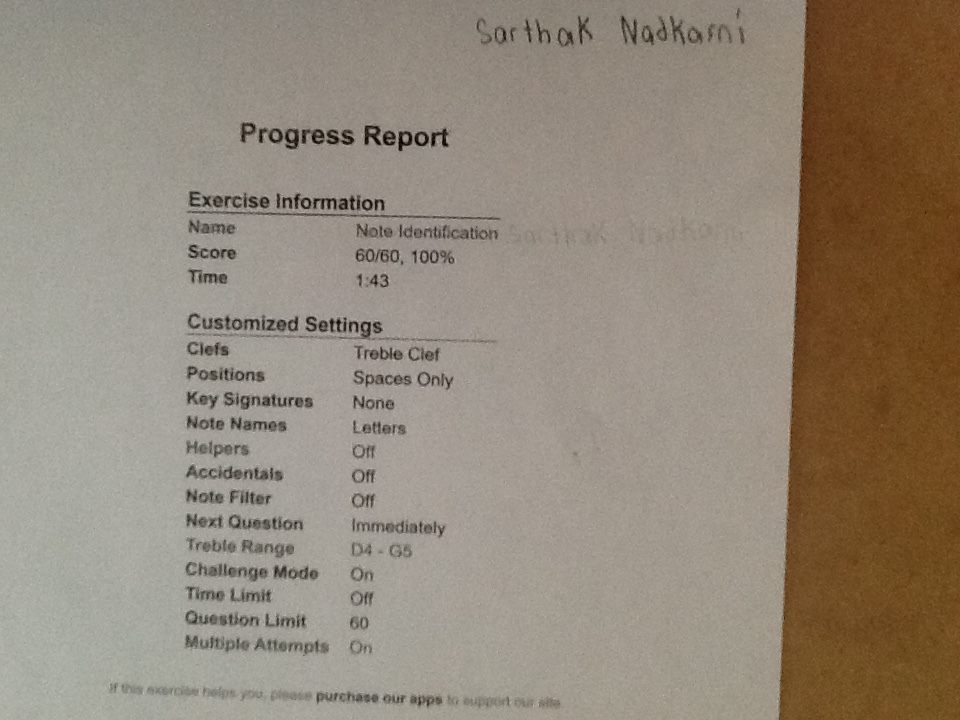 Sarthak Nadkarni
Progress Report
Exercise Information
Name Note Identification
Score 60/60, 100%
Time 1:43
Customized Settings
Clefs Treble Clef
Positions Spaces Only
Key Signatures None
Note Names Letters
Helpers Off
Accidentals Off
Note Filter Off
Next Question Immediately
Treble Range D4 - G5
Challenge Mode On
Time Limit Off
Question Limit 60
Multiple Attempts On
If this exercise helps you, please purchase our apps to support our site.